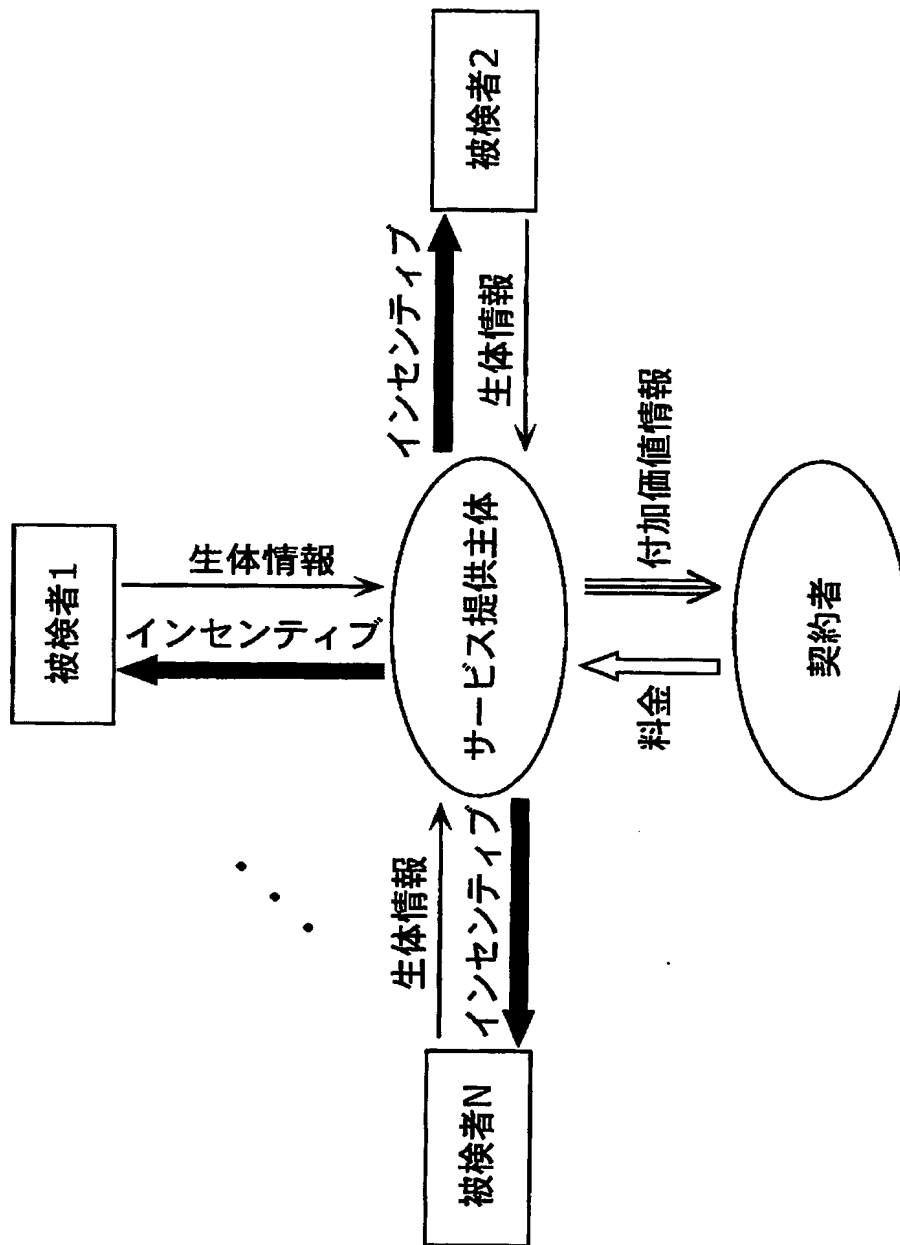 被検者1
生体情報
インセンティブ
被検者2
インセンティブ
生体情報
サービス提供主体
生体情報
インセンティブ
被検者N
付加価値情報
料金
契約者